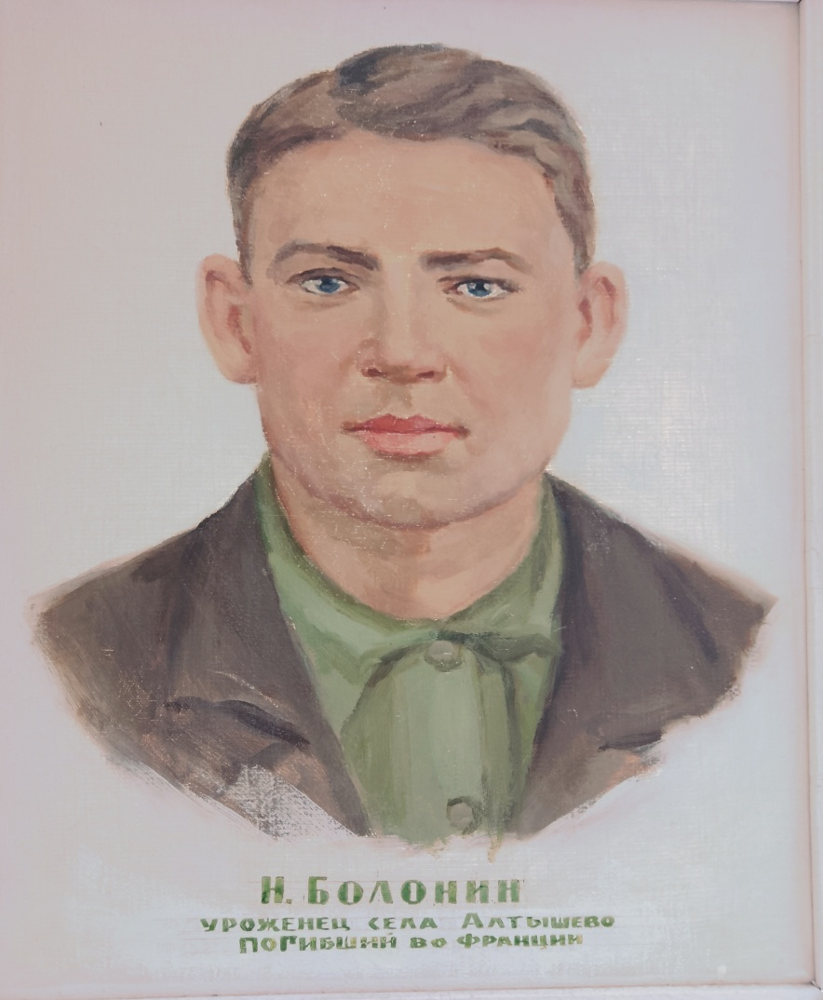 Н. БОЛОНИН
УРОЖЕНЕЦ СЕЛА АЛТЫШЕВО
ПОГИБШИЙ ВО ФРАНЦИИ